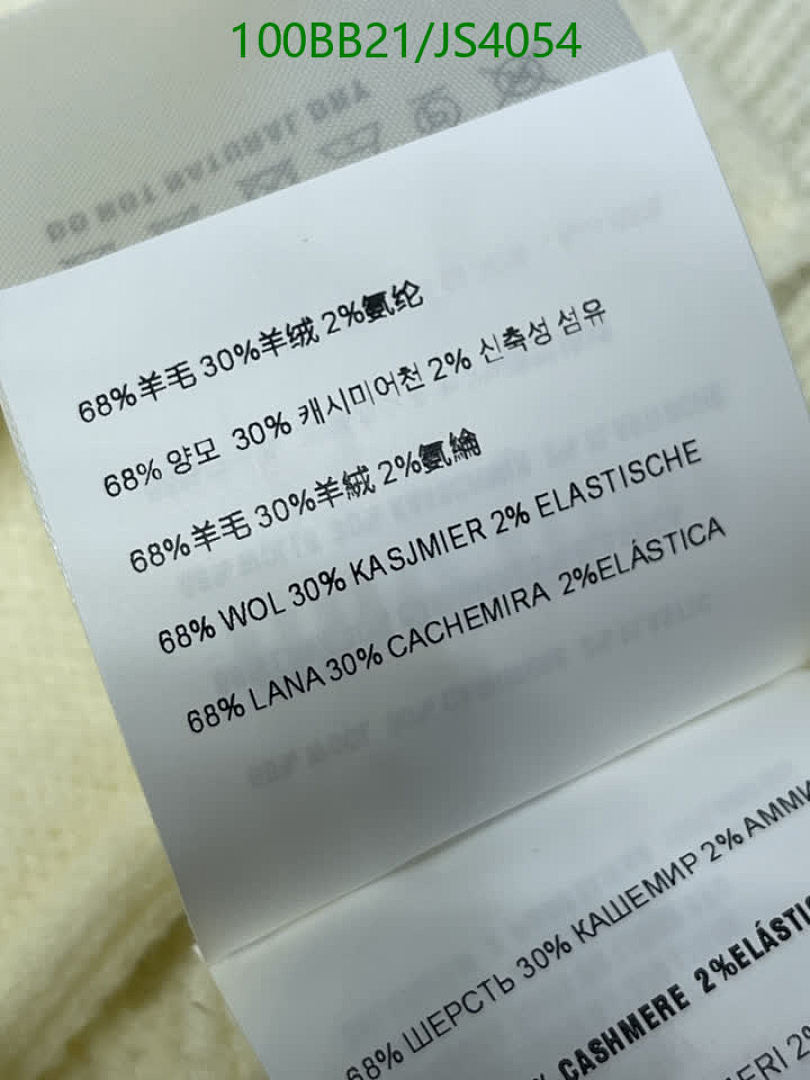 100BB21/JS4054
68%羊毛 30%羊绒 2%氨纶
68% 양모 30% 캐시미어천 2% 신축성 섬유
68%羊毛 30%羊絨 2%氨綸
68% WOL 30% KASJMIER 2% ELASTISCHE
68% LANA 30% CACHEMIRA 2%ELÁSTICA
68% ШЕРСТЬ 30% КАШЕМИР 2%
CASHMERE